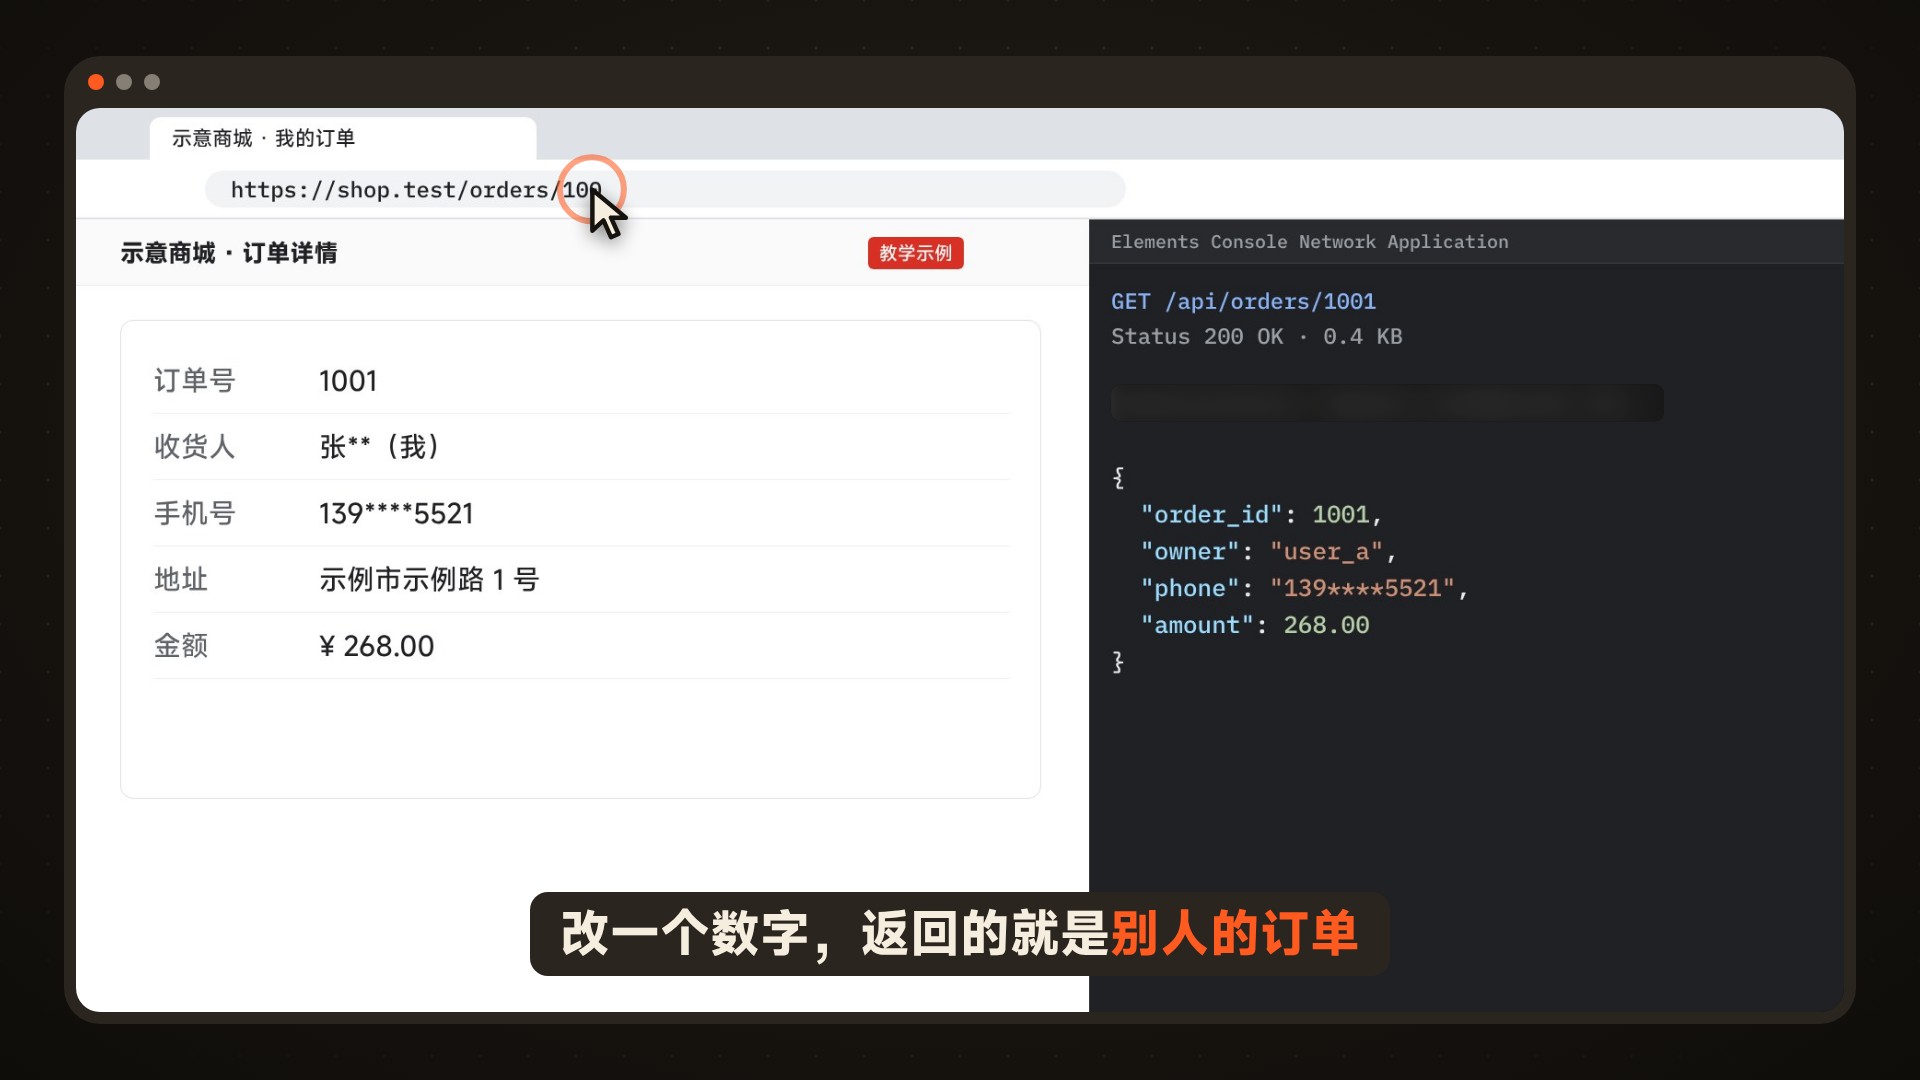 示意商城 · 我的订单
https://shop.test/orders/100
示意商城 · 订单详情
教学示例
订单号 1001
收货人 张**（我）
手机号 139****5521
地址 示例市示例路 1 号
金额 ¥ 268.00
Elements Console Network Application
GET /api/orders/1001
Status 200 OK · 0.4 KB
{
"order_id": 1001,
"owner": "user_a",
"phone": "139****5521",
"amount": 268.00
}
改一个数字，返回的就是别人的订单